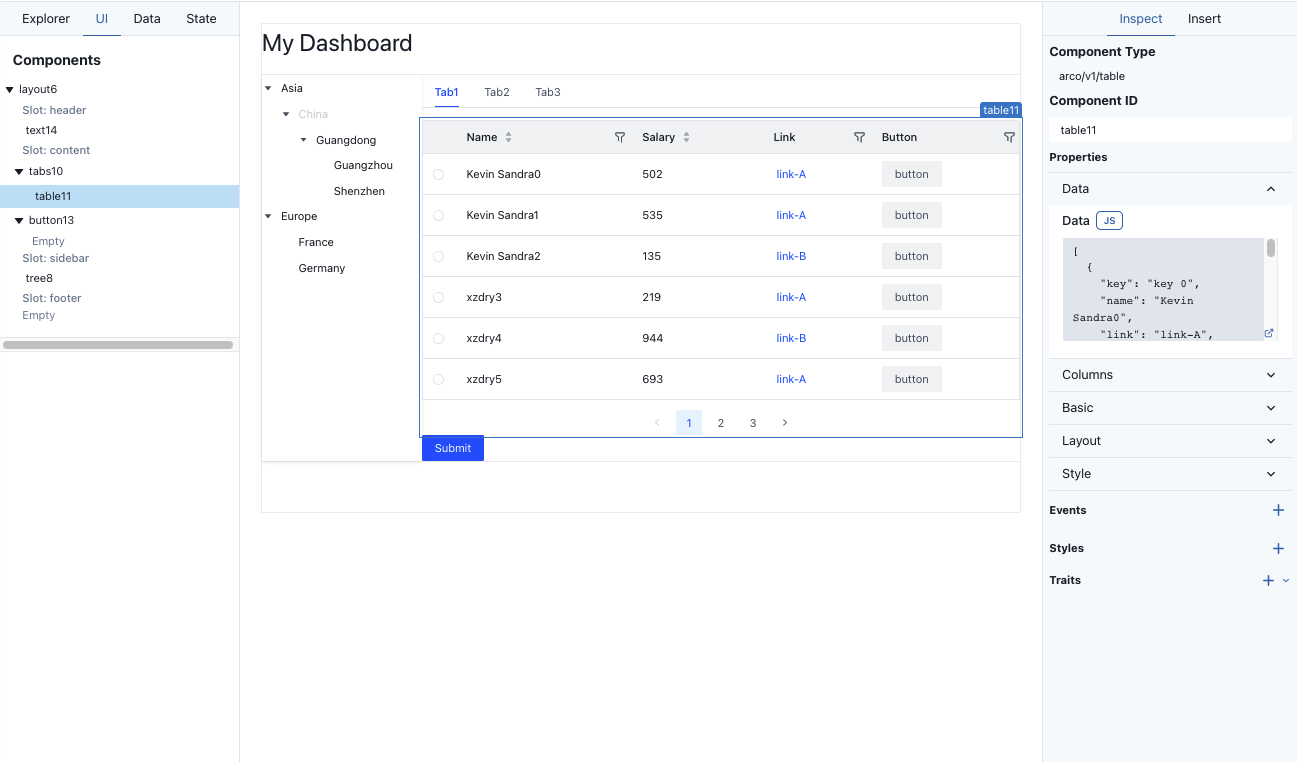 Explorer UI Data State
Components
layout6
Slot: header
text14
Slot: content
tabs10
table11
button13
Empty
Slot: sidebar
tree8
Slot: footer
Empty
My Dashboard
Asia
China
Guangdong
Guangzhou
Shenzhen
Europe
France
Germany
Tab1 Tab2 Tab3
table11
Name Salary Link Button
Kevin Sandra0 502 link-A button
Kevin Sandra1 535 link-A button
Kevin Sandra2 135 link-B button
xzdry3 219 link-A button
xzdry4 944 link-B button
xzdry5 693 link-A button
1 2 3
Submit
Inspect Insert
Component Type
arco/v1/table
Component ID
table11
Properties
Data
Data JS
[
{
"key": "key 0",
"name": "Kevin
Sandra0",
"link": "link-A",
Columns
Basic
Layout
Style
Events
Styles
Traits